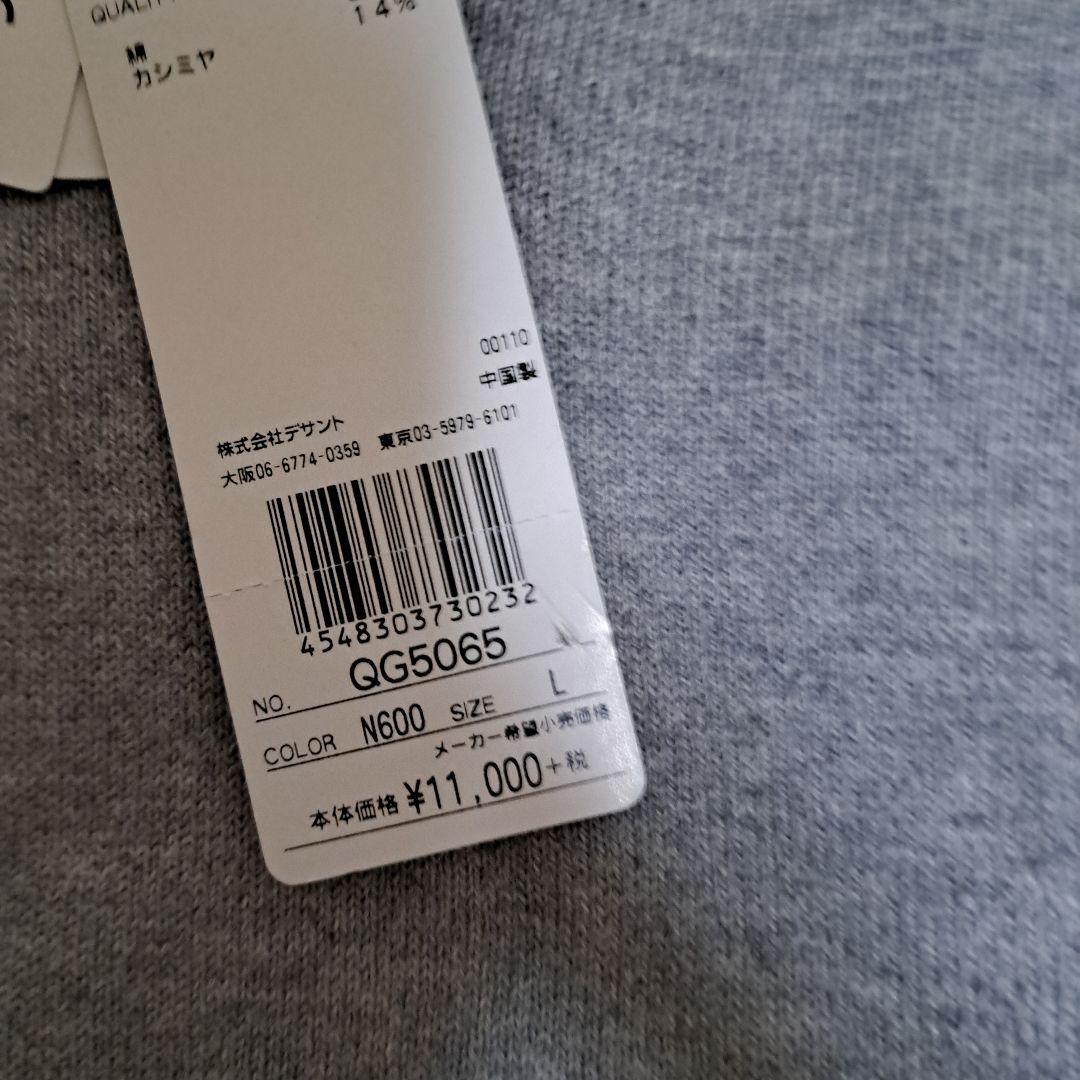 QUALITY
14%
綿
カシミヤ
00110
中国製
株式会社デサント
大阪06-6774-0359 東京03-5979-6101
4548303730232
NO. QG5065
COLOR N600 SIZE L
メーカー希望小売価格
本体価格 ¥11,000+税